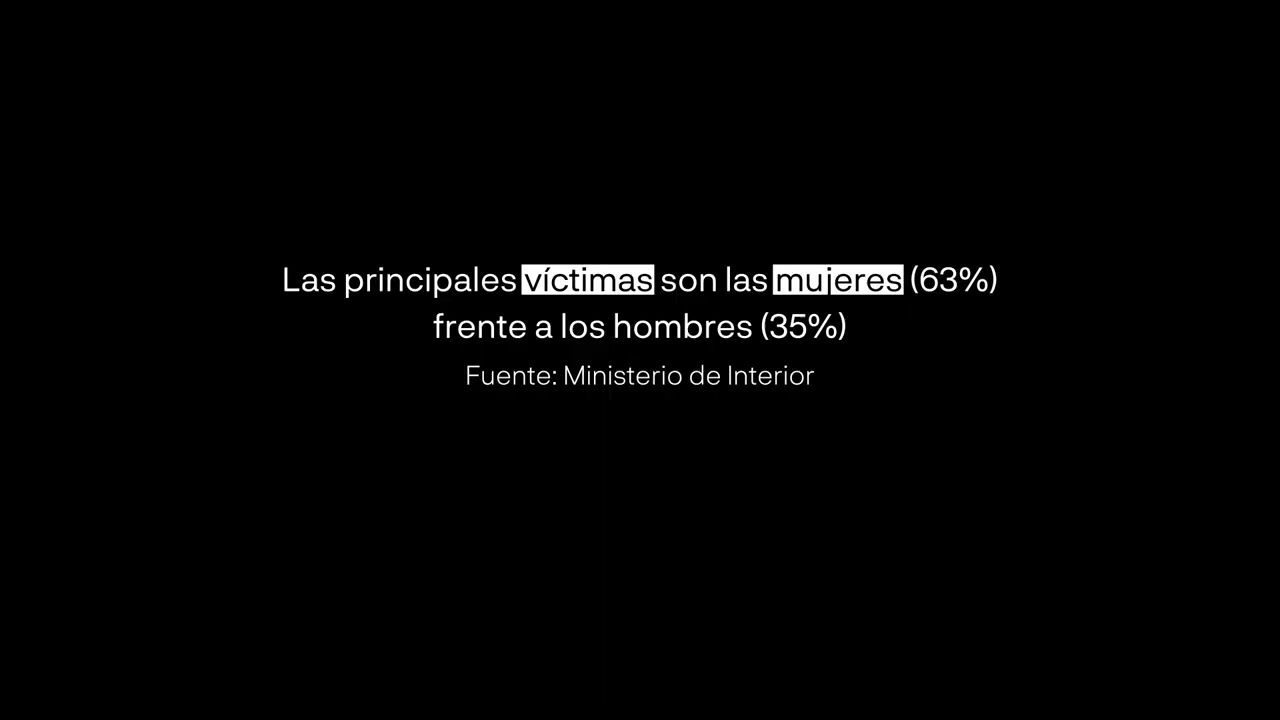 Las principales víctimas son las mujeres (63%)
frente a los hombres (35%)
Fuente: Ministerio de Interior